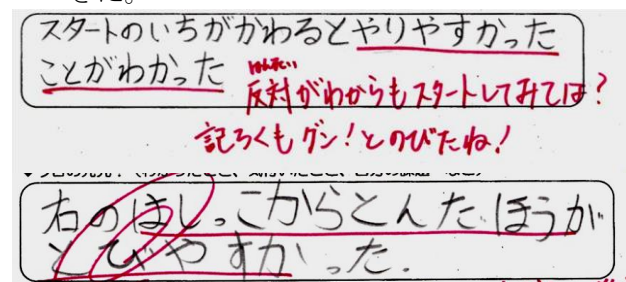 きた。
スタートのいちがかわるとやりやすかった
ことがわかった
はんたい
反対がわからもスタートしてみては？
記ろくもグン！とのびたね！
右のはしっこからとんだほうが
とびやすかった．